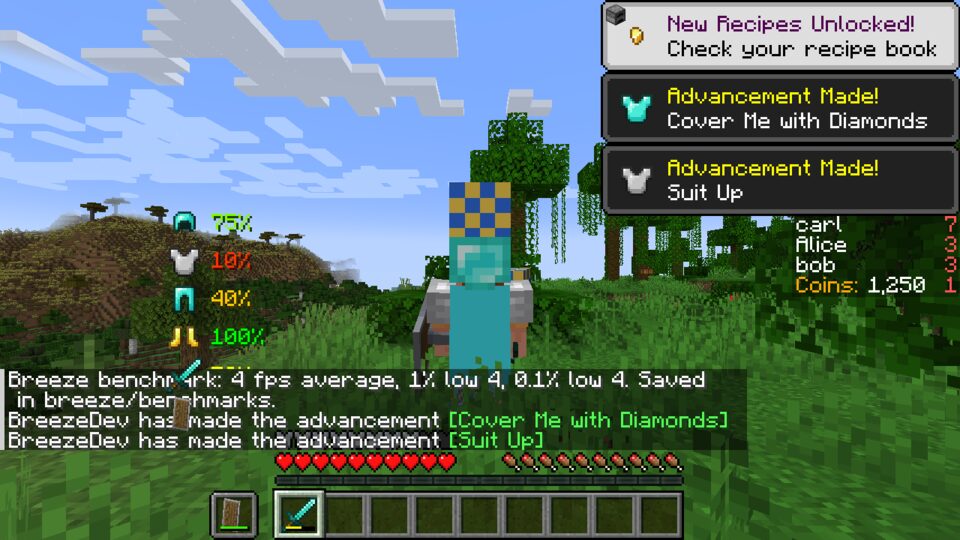 New Recipes Unlocked!
Check your recipe book
Advancement Made!
Cover Me with Diamonds
Advancement Made!
Suit Up
carl 7
Alice 3
bob 3
Coins: 1,250 1
75%
10%
40%
100%
Breeze benchmark: 4 fps average, 1% low 4, 0.1% low 4. Saved
in breeze/benchmarks.
BreezeDev has made the advancement [Cover Me with Diamonds]
BreezeDev has made the advancement [Suit Up]